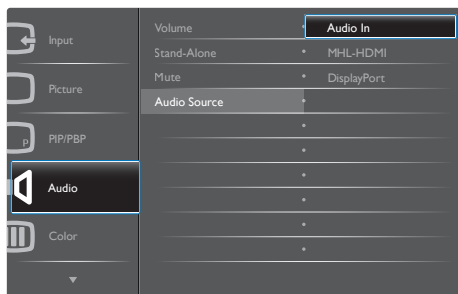 Input
Picture
P
PIP/PBP
Audio
Color
Volume
Stand-Alone
Mute
Audio Source
Audio In
MHL-HDMI
DisplayPort